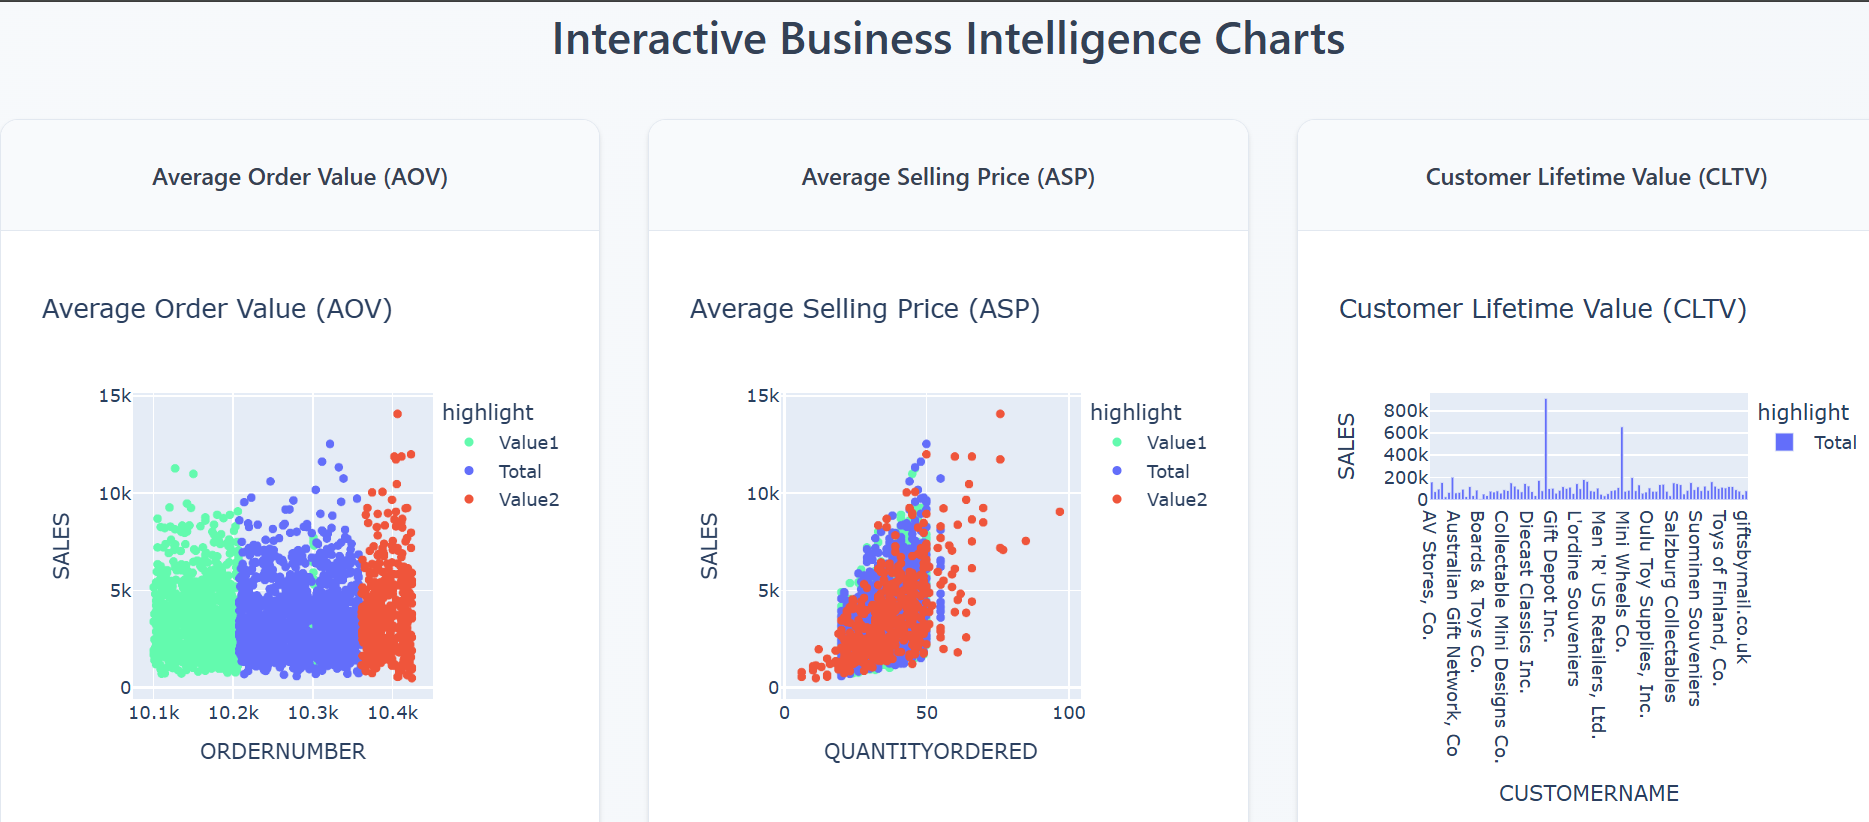 Interactive Business Intelligence Charts
Average Order Value (AOV)
Average Order Value (AOV)
15k
10k
5k
0
SALES
10.1k
10.2k
10.3k
10.4k
ORDERNUMBER
highlight
Value1
Total
Value2
Average Selling Price (ASP)
Average Selling Price (ASP)
15k
10k
5k
0
SALES
0
50
100
QUANTITYORDERED
highlight
Value1
Total
Value2
Customer Lifetime Value (CLTV)
Customer Lifetime Value (CLTV)
800k
600k
400k
200k
0
SALES
AV Stores, Co.
Australian Gift Network, Co
Boards & Toys Co.
Collectable Mini Designs Co.
Diecast Classics Inc.
Gift Depot Inc.
L'ordine Souveniers
Men 'R' US Retailers, Ltd.
Mini Wheels Co.
Oulu Toy Supplies, Inc.
Salzburg Collectables
Suominen Souveniers
Toys of Finland, Co.
giftsbymail.co.uk
CUSTOMERNAME
highlight
Total